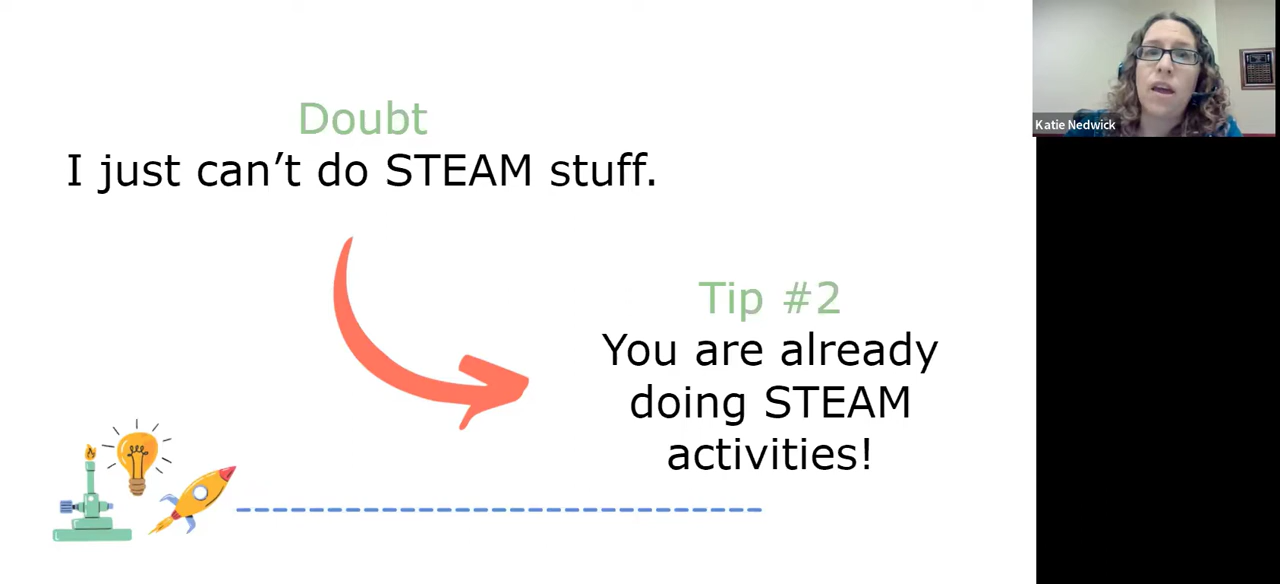 Doubt
I just can’t do STEAM stuff.
Tip #2
You are already
doing STEAM
activities!
Katie Nedwick